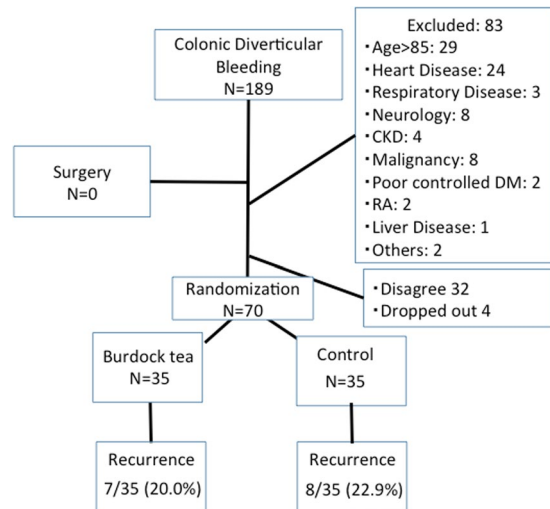 Colonic Diverticular
Bleeding
N=189
Excluded: 83
・Age>85: 29
・Heart Disease: 24
・Respiratory Disease: 3
・Neurology: 8
・CKD: 4
・Malignancy: 8
・Poor controlled DM: 2
・RA: 2
・Liver Disease: 1
・Others: 2
Surgery
N=0
・Disagree 32
・Dropped out 4
Randomization
N=70
Burdock tea
N=35
Control
N=35
Recurrence
7/35 (20.0%)
Recurrence
8/35 (22.9%)